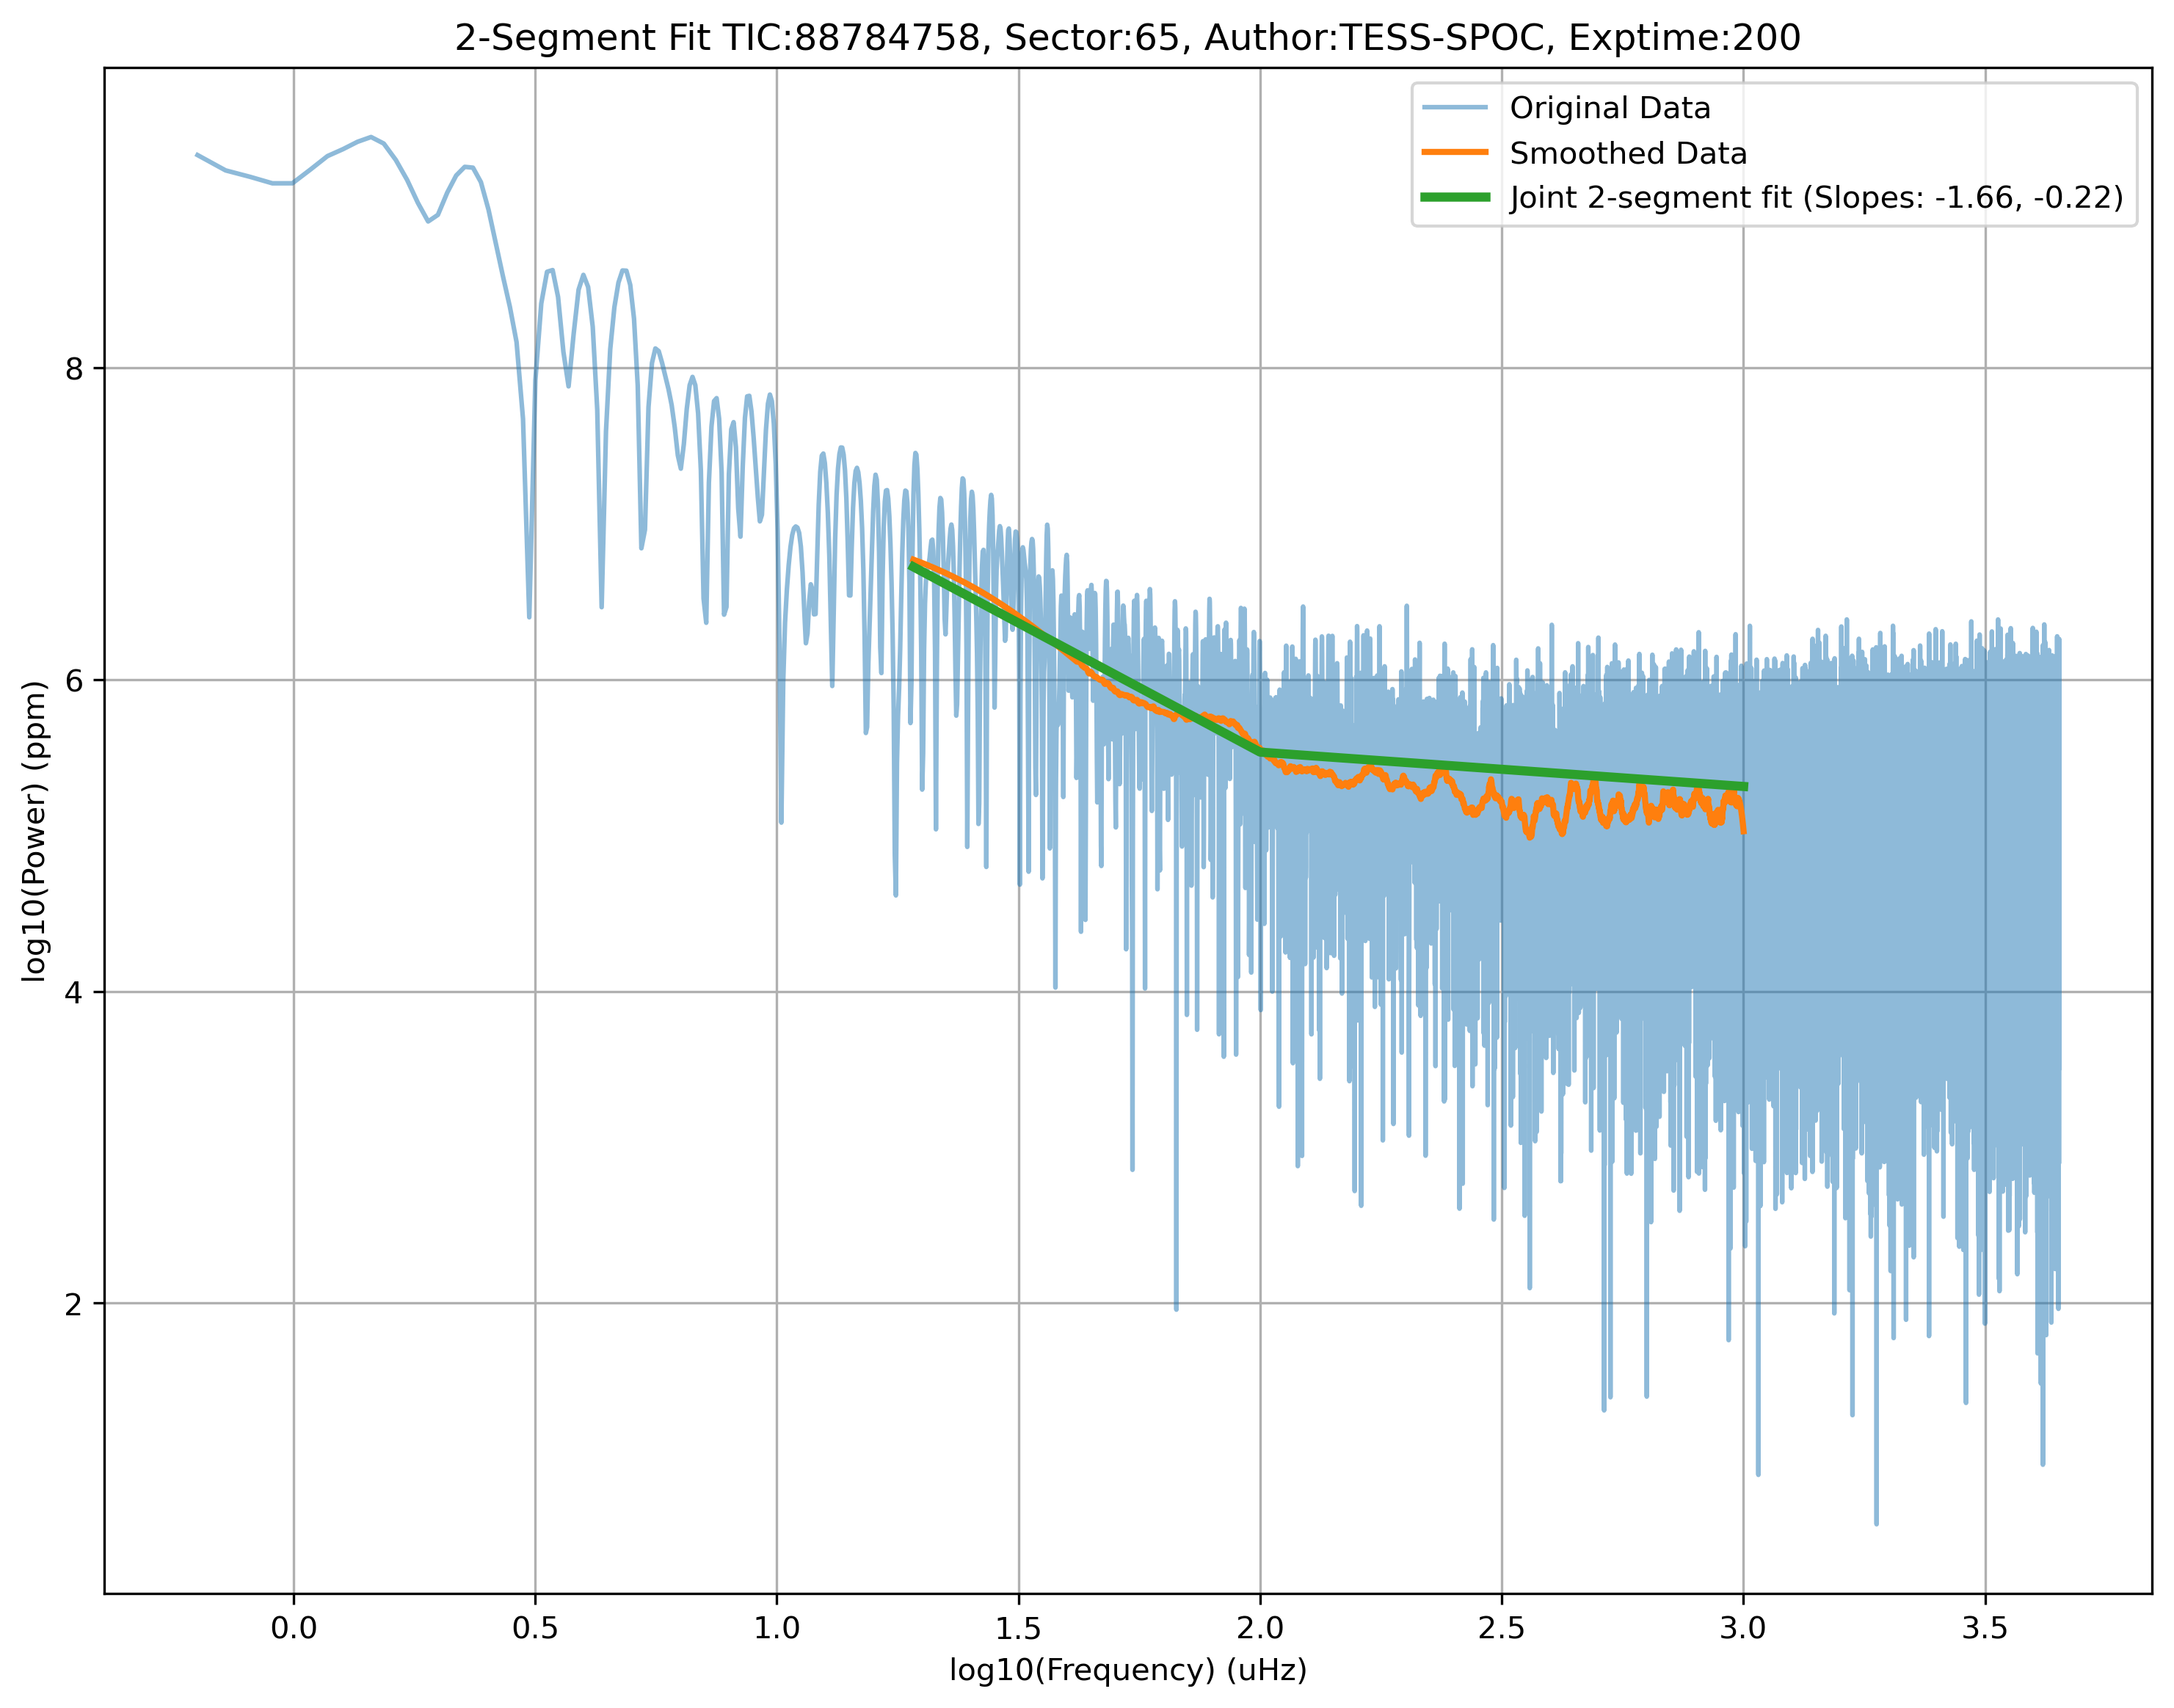 2-Segment Fit TIC:88784758, Sector:65, Author:TESS-SPOC, Exptime:200
Original Data
Smoothed Data
Joint 2-segment fit (Slopes: -1.66, -0.22)
log10(Power) (ppm)
8
6
4
2
0.0 0.5 1.0 1.5 2.0 2.5 3.0 3.5
log10(Frequency) (uHz)